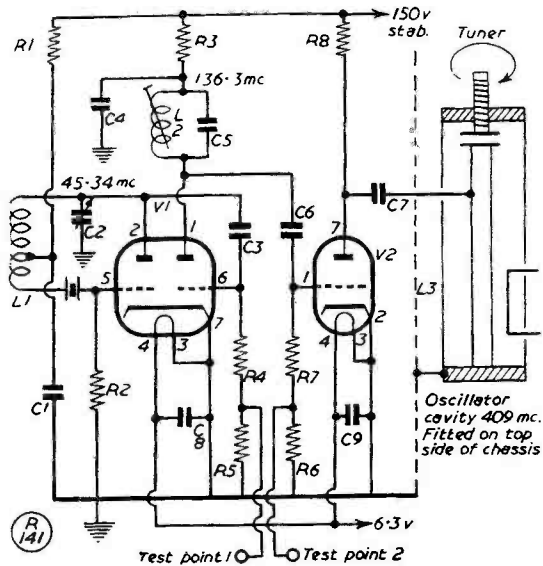 150v
stab.
R1
R3
R8
Tuner
136·3mc
C4
L
2
C5
45·34mc
C2
V1
2
1
C3
C6
7
C7
V2
L1
5
6
1
2
L3
4
3
7
4
3
C1
R2
R4
R7
C
8
C9
R5
R6
Oscillator
cavity 409 mc.
Fitted on top
side of chassis
R
141
6·3v
Test point 1
Test point 2